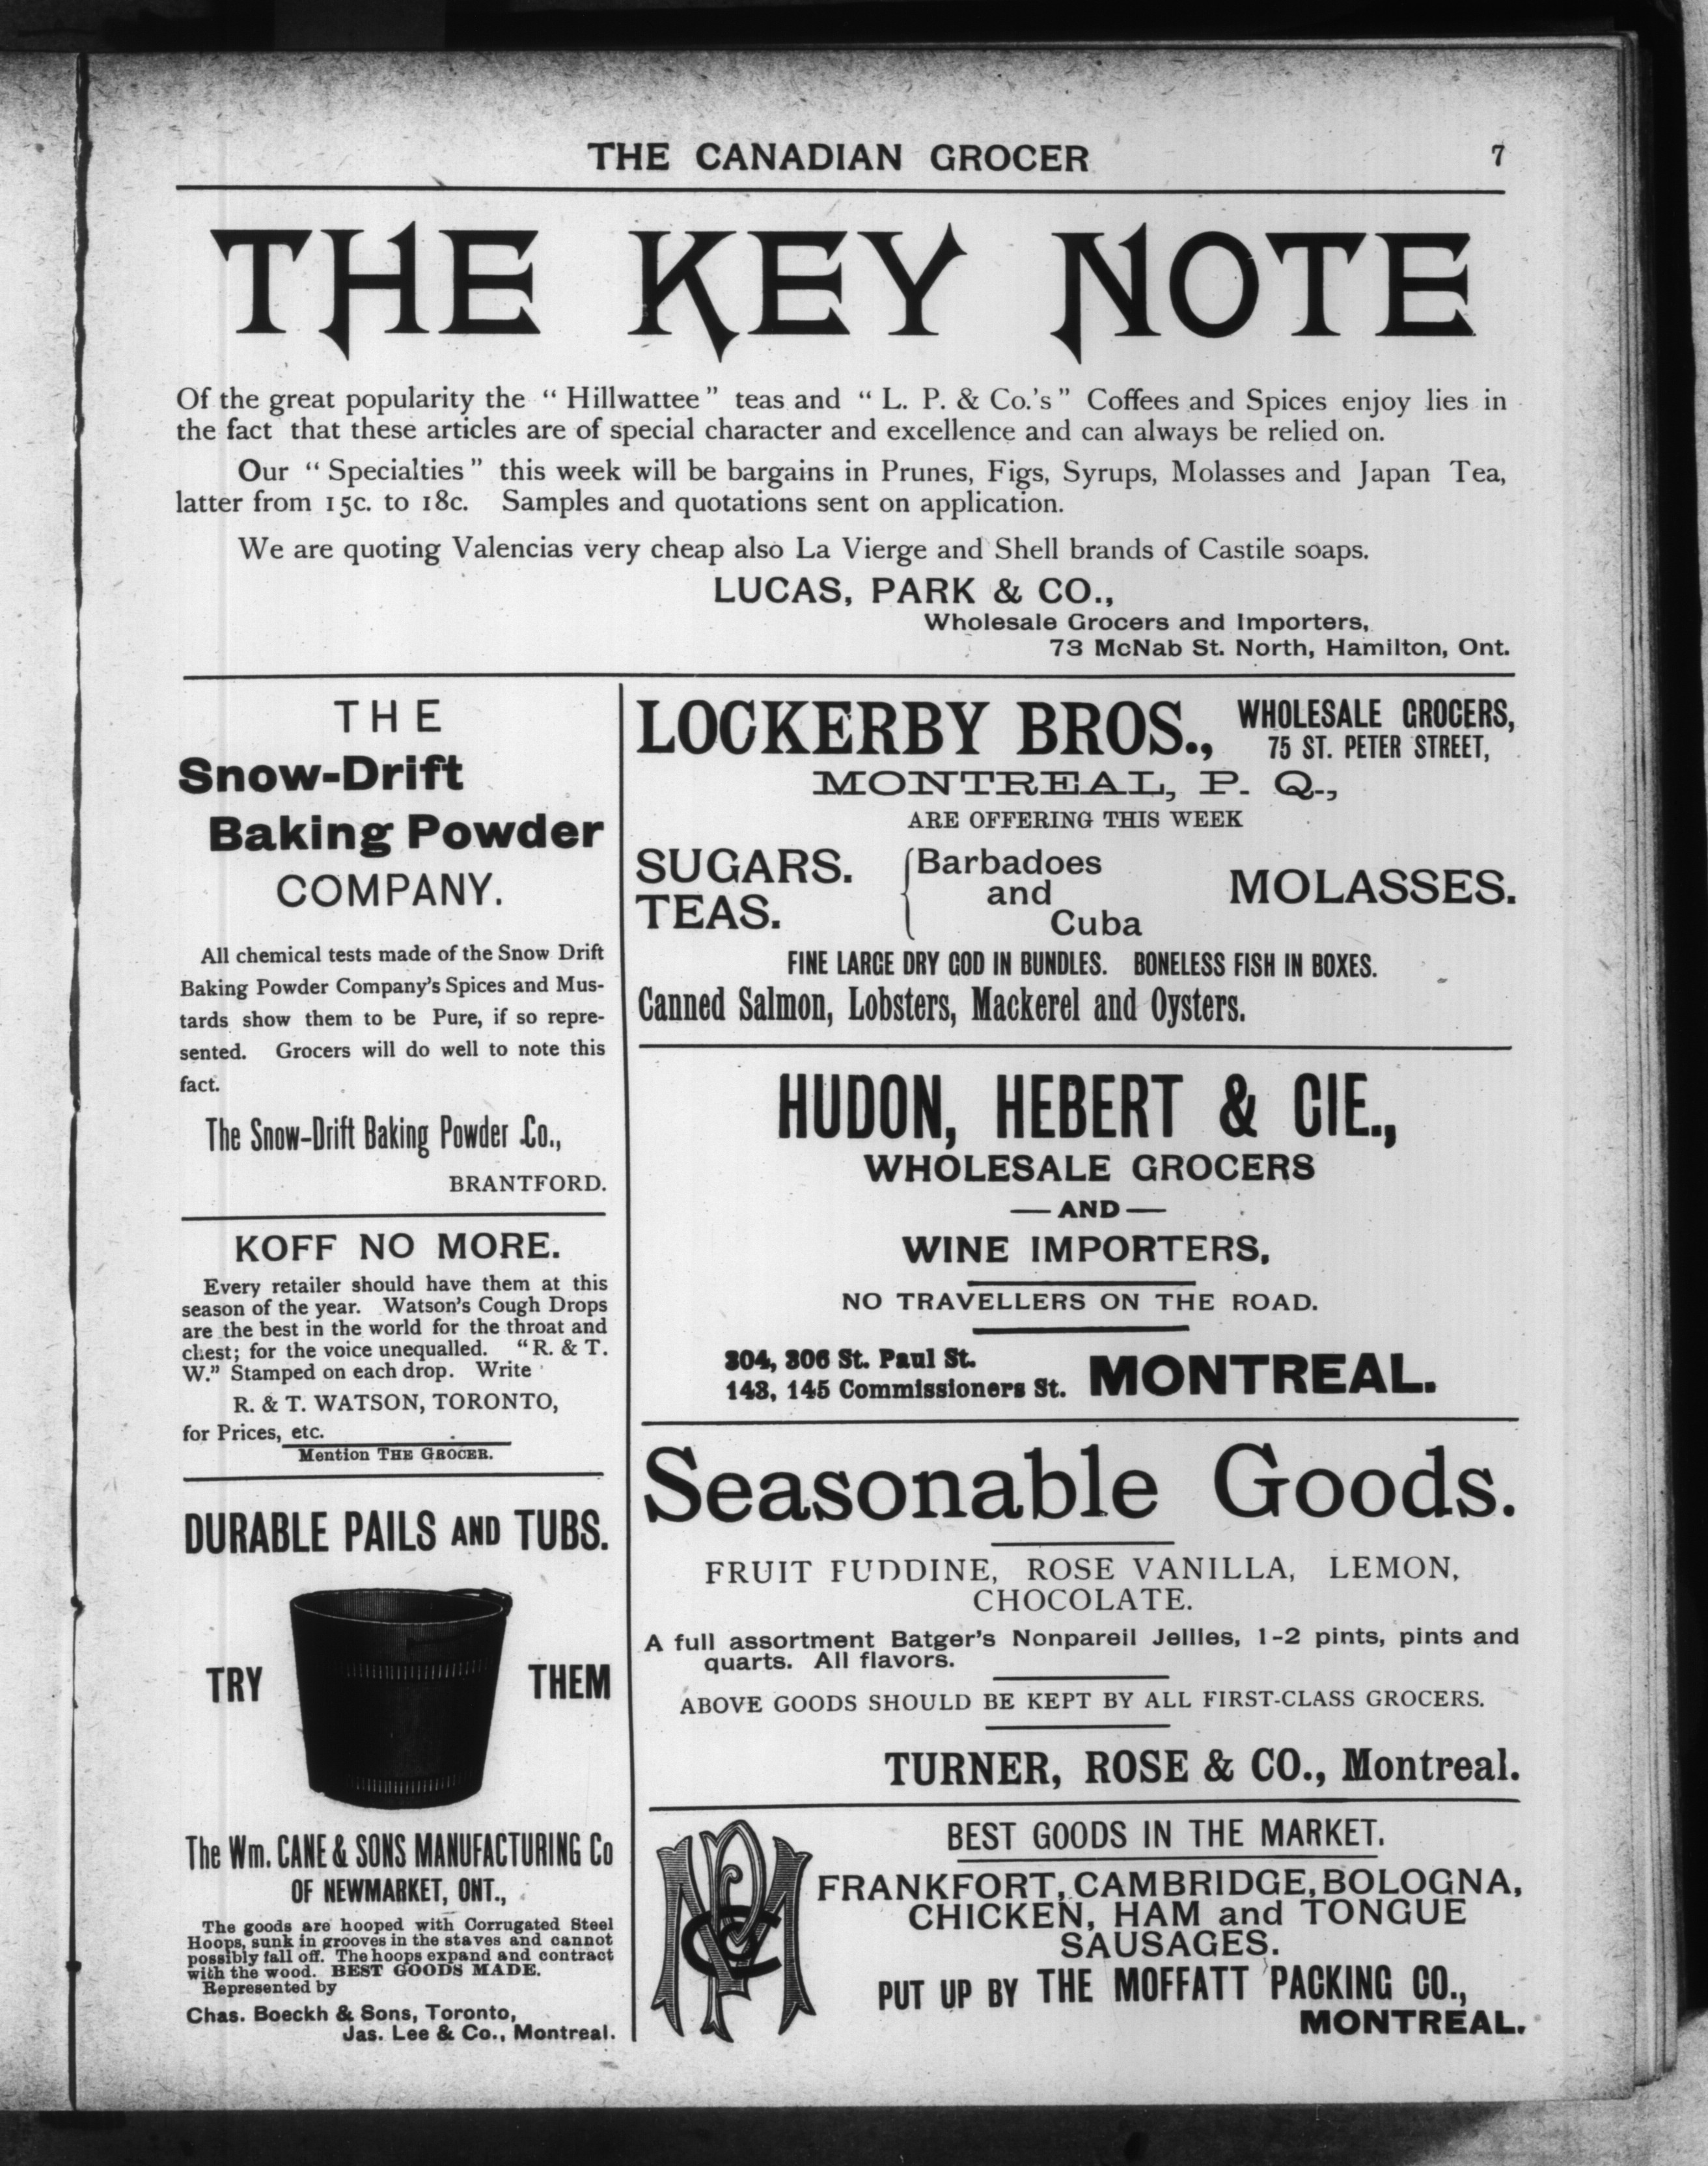 THE CANADIAN GROCER 7
THE KEY NOTE
Of the great popularity the "Hillwattee" teas and "L. P. & Co.'s" Coffees and Spices enjoy lies in
the fact that these articles are of special character and excellence and can always be relied on.
Our "Specialties" this week will be bargains in Prunes, Figs, Syrups, Molasses and Japan Tea,
latter from 15c. to 18c. Samples and quotations sent on application.
We are quoting Valencias very cheap also La Vierge and Shell brands of Castile soaps.
LUCAS, PARK & CO.,
Wholesale Grocers and Importers,
73 McNab St. North, Hamilton, Ont.
THE
Snow-Drift
Baking Powder
COMPANY.
All chemical tests made of the Snow Drift
Baking Powder Company's Spices and Mus-
tards show them to be Pure, if so repre-
sented. Grocers will do well to note this
fact.
The Snow-Drift Baking Powder Co.,
BRANTFORD.
KOFF NO MORE.
Every retailer should have them at this
season of the year. Watson's Cough Drops
are the best in the world for the throat and
chest; for the voice unequalled. "R. & T.
W." Stamped on each drop. Write
R. & T. WATSON, TORONTO,
for Prices, etc.
Mention THE GROCER.
DURABLE PAILS AND TUBS.
TRY THEM
The Wm. CANE & SONS MANUFACTURING Co
OF NEWMARKET, ONT.,
The goods are hooped with Corrugated Steel
Hoops, sunk in grooves in the staves and cannot
possibly fall off. The hoops expand and contract
with the wood. BEST GOODS MADE.
Represented by
Chas. Boeckh & Sons, Toronto,
Jas. Lee & Co., Montreal.
LOCKERBY BROS., WHOLESALE GROCERS,
75 ST. PETER STREET,
MONTREAL, P. Q.,
ARE OFFERING THIS WEEK
SUGARS.
TEAS.
Barbadoes
and
Cuba
MOLASSES.
FINE LARGE DRY COD IN BUNDLES. BONELESS FISH IN BOXES.
Canned Salmon, Lobsters, Mackerel and Oysters.
HUDON, HEBERT & CIE.,
WHOLESALE GROCERS
—AND—
WINE IMPORTERS,
NO TRAVELLERS ON THE ROAD.
304, 306 St. Paul St.
143, 145 Commissioners St. MONTREAL.
Seasonable Goods.
FRUIT FUDDINE, ROSE VANILLA, LEMON,
CHOCOLATE.
A full assortment Batger's Nonpareil Jellies, 1-2 pints, pints and
quarts. All flavors.
ABOVE GOODS SHOULD BE KEPT BY ALL FIRST-CLASS GROCERS.
TURNER, ROSE & CO., Montreal.
BEST GOODS IN THE MARKET.
FRANKFORT, CAMBRIDGE, BOLOGNA,
CHICKEN, HAM and TONGUE
SAUSAGES.
PUT UP BY THE MOFFATT PACKING CO.,
MONTREAL.